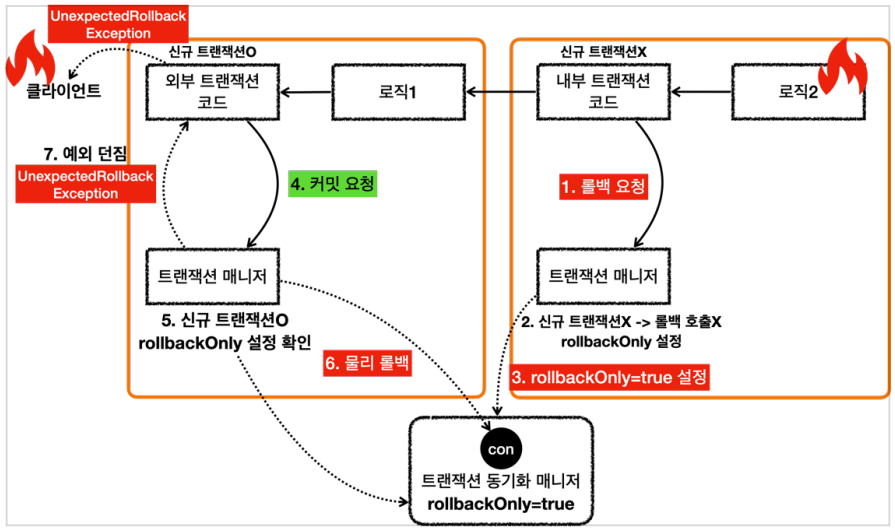 UnexpectedRollback
Exception
클라이언트
신규 트랜잭션O
외부 트랜잭션
코드
로직1
신규 트랜잭션X
내부 트랜잭션
코드
로직2
7. 예외 던짐
UnexpectedRollback
Exception
4. 커밋 요청
1. 롤백 요청
트랜잭션 매니저
트랜잭션 매니저
5. 신규 트랜잭션O
rollbackOnly 설정 확인
2. 신규 트랜잭션X -> 롤백 호출X
rollbackOnly 설정
6. 물리 롤백
3. rollbackOnly=true 설정
con
트랜잭션 동기화 매니저
rollbackOnly=true